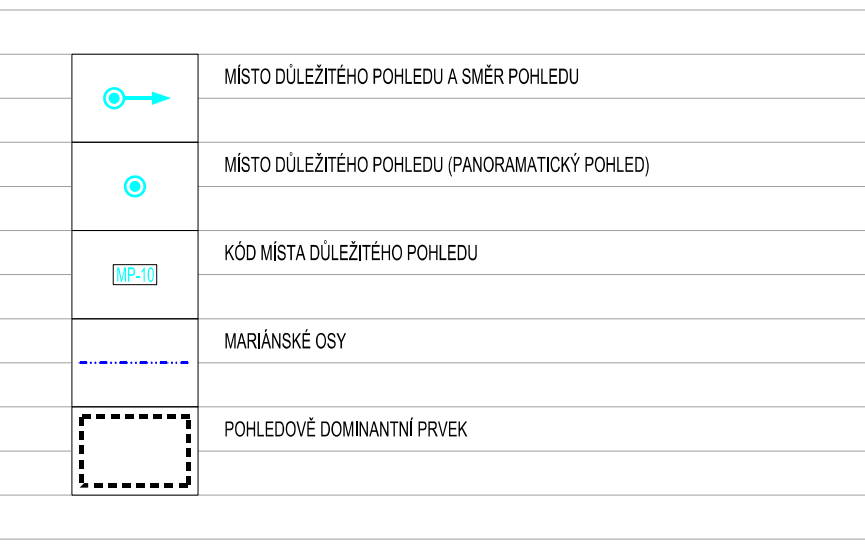 MÍSTO DŮLEŽITÉHO POHLEDU A SMĚR POHLEDU
MÍSTO DŮLEŽITÉHO POHLEDU (PANORAMATICKÝ POHLED)
KÓD MÍSTA DŮLEŽITÉHO POHLEDU
MP-10
MARIÁNSKÉ OSY
POHLEDOVĚ DOMINANTNÍ PRVEK